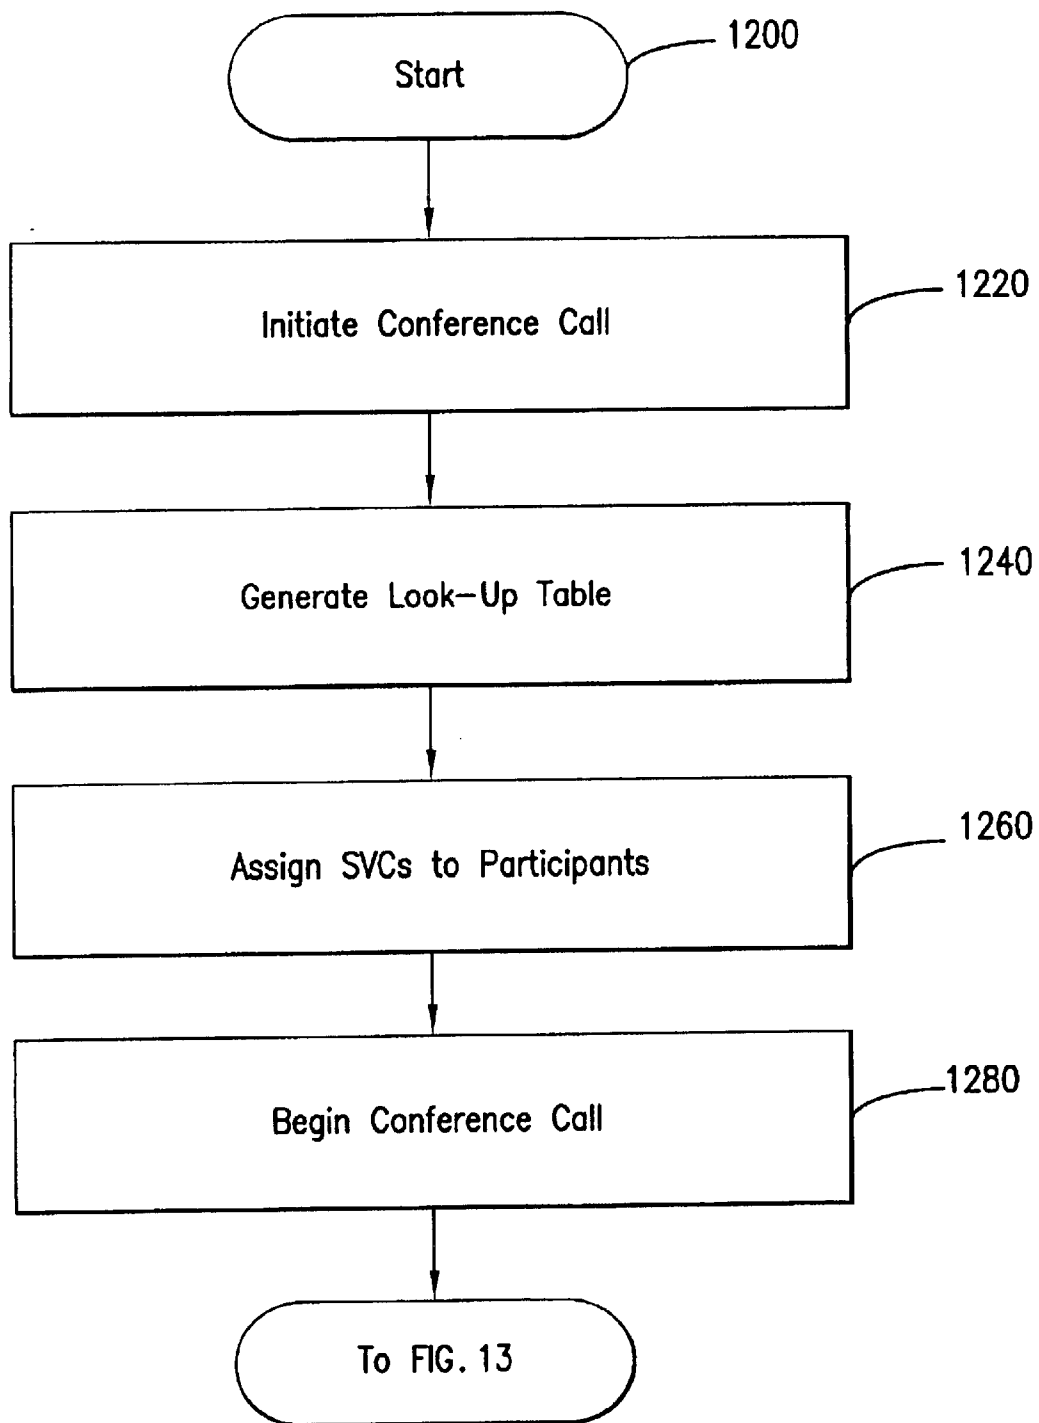 Start
1200
Initiate Conference Call
1220
Generate Look-Up Table
1240
Assign SVCs to Participants
1260
Begin Conference Call
1280
To FIG. 13